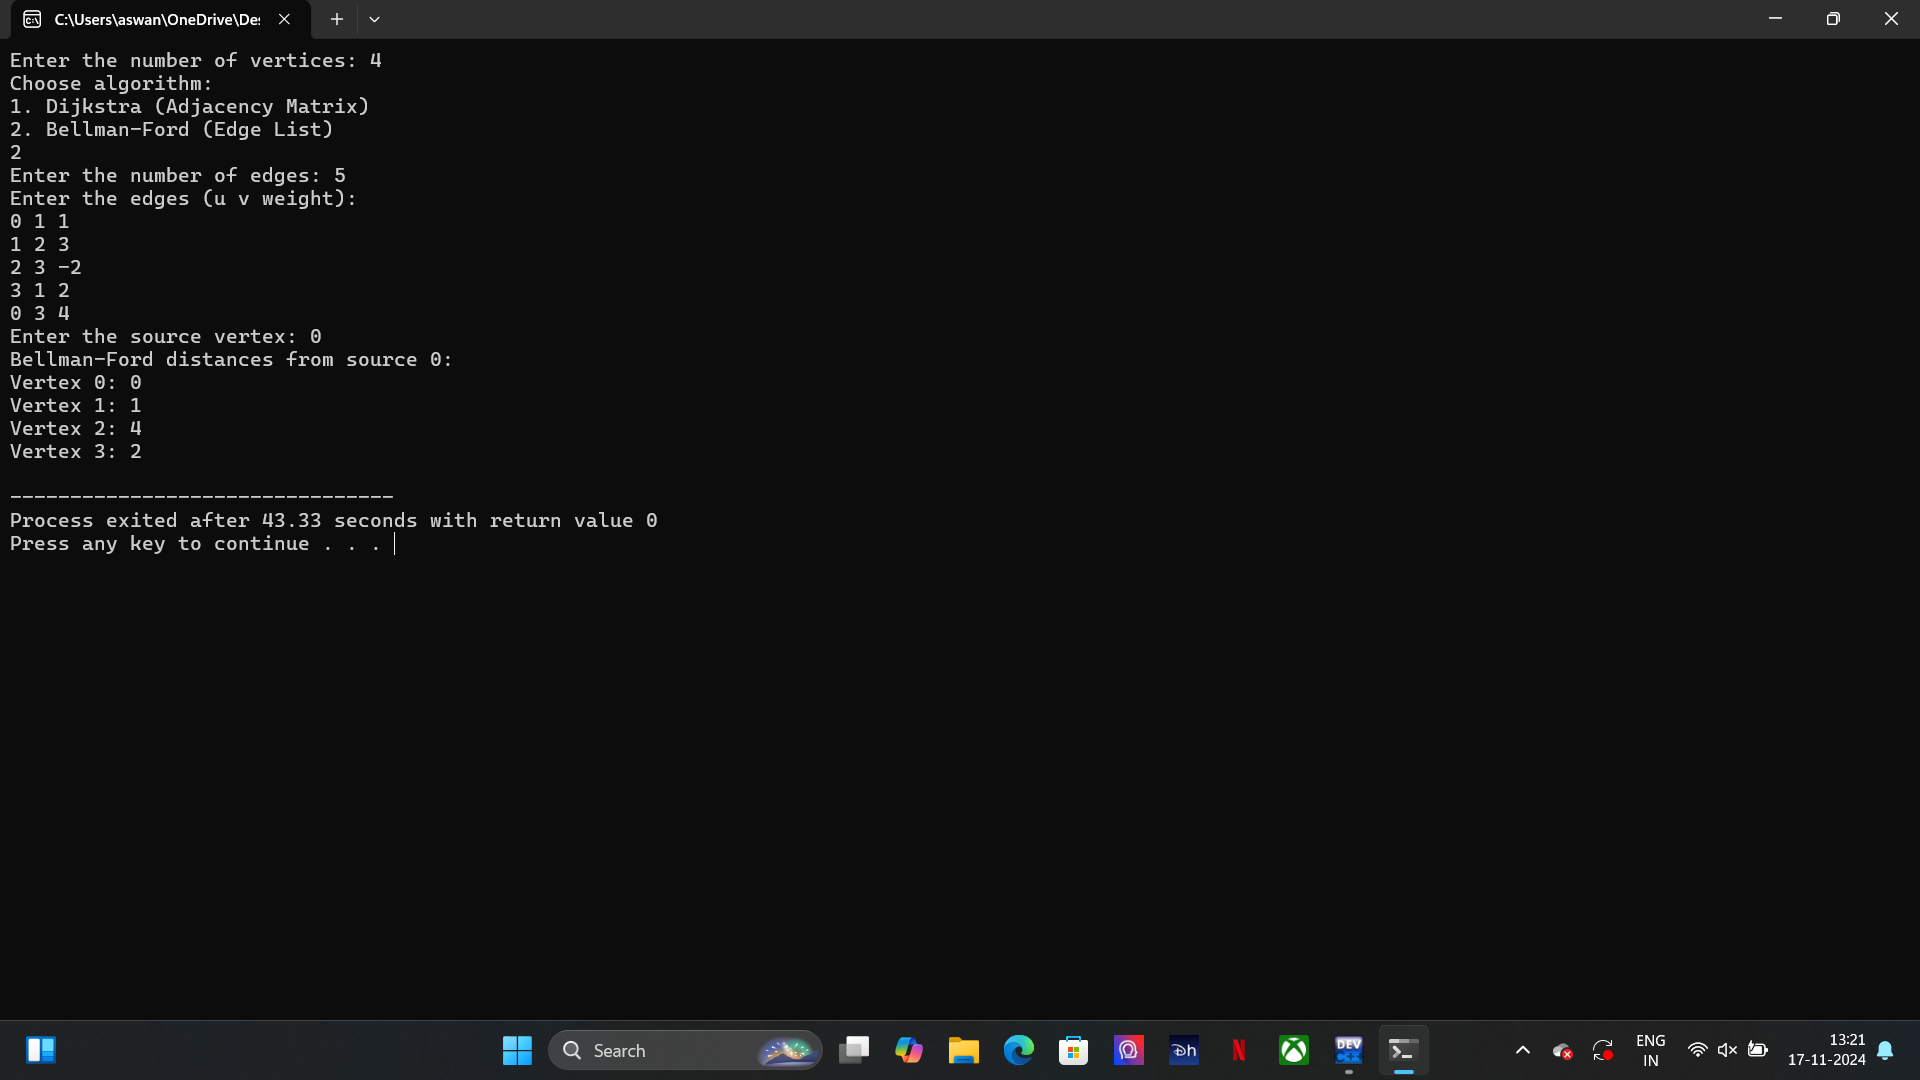 C:\Users\aswan\OneDrive\Des
Enter the number of vertices: 4
Choose algorithm:
1. Dijkstra (Adjacency Matrix)
2. Bellman-Ford (Edge List)
2
Enter the number of edges: 5
Enter the edges (u v weight):
0 1 1
1 2 3
2 3 -2
3 1 2
0 3 4
Enter the source vertex: 0
Bellman-Ford distances from source 0:
Vertex 0: 0
Vertex 1: 1
Vertex 2: 4
Vertex 3: 2
--------------------------------
Process exited after 43.33 seconds with return value 0
Press any key to continue . . .
Search
Dh
N
DEV
C++
ENG
IN
13:21
17-11-2024